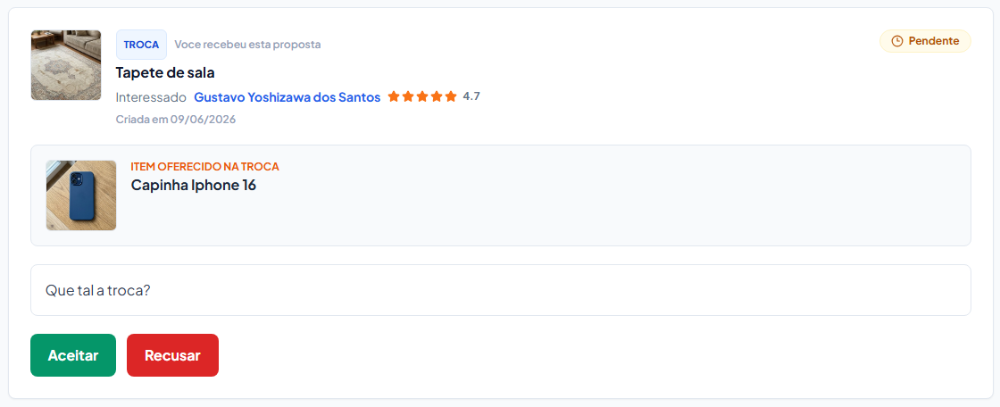 TROCA Voce recebeu esta proposta
Pendente
Tapete de sala
Interessado Gustavo Yoshizawa dos Santos 4.7
Criada em 09/06/2026
ITEM OFERECIDO NA TROCA
Capinha Iphone 16
Que tal a troca?
Aceitar Recusar